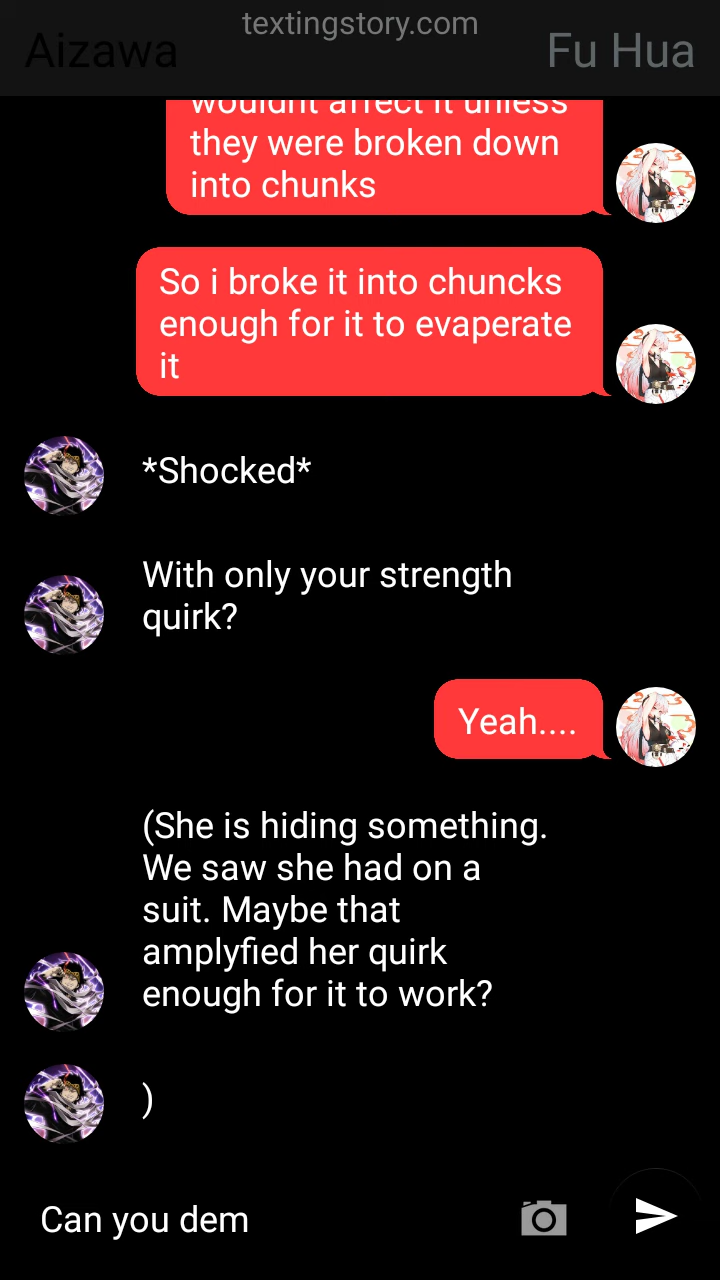 textingstory.com
Aizawa
Fu Hua
wouldnt affect it unless
they were broken down
into chunks
So i broke it into chuncks
enough for it to evaperate
it
*Shocked*
With only your strength
quirk?
Yeah....
(She is hiding something.
We saw she had on a
suit. Maybe that
amplyfied her quirk
enough for it to work?
)
Can you dem